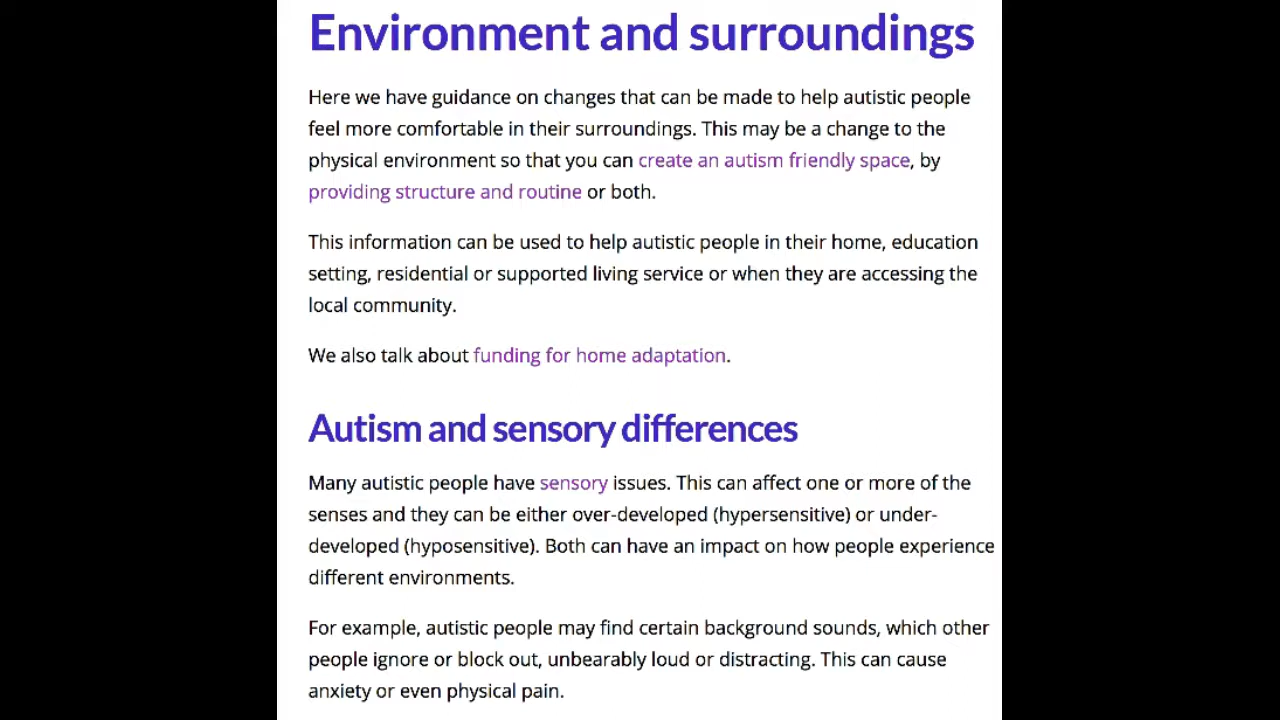 Environment and surroundings
Here we have guidance on changes that can be made to help autistic people
feel more comfortable in their surroundings. This may be a change to the
physical environment so that you can create an autism friendly space, by
providing structure and routine or both.
This information can be used to help autistic people in their home, education
setting, residential or supported living service or when they are accessing the
local community.
We also talk about funding for home adaptation.
Autism and sensory differences
Many autistic people have sensory issues. This can affect one or more of the
senses and they can be either over-developed (hypersensitive) or under-
developed (hyposensitive). Both can have an impact on how people experience
different environments.
For example, autistic people may find certain background sounds, which other
people ignore or block out, unbearably loud or distracting. This can cause
anxiety or even physical pain.